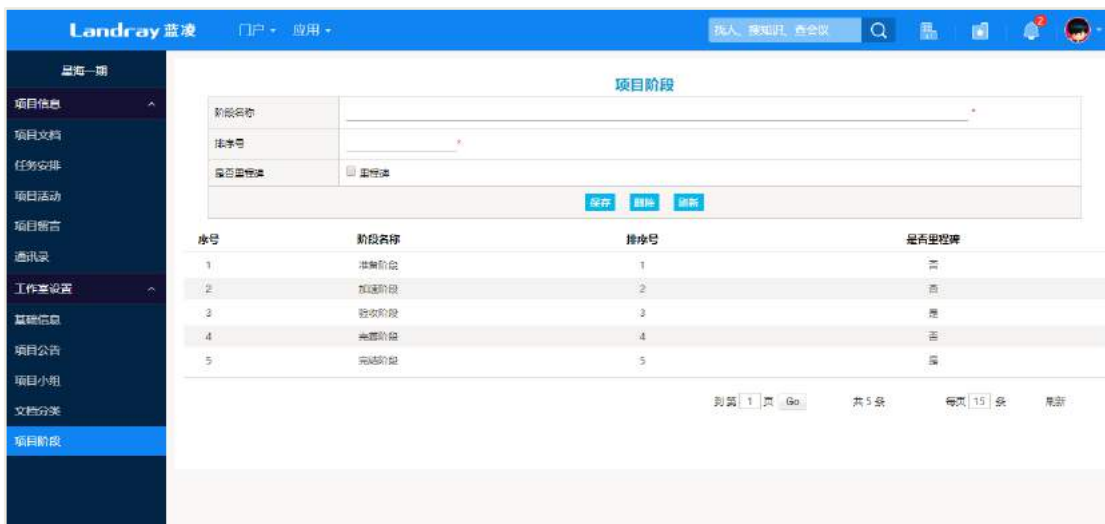 Landray 蓝凌 门户 应用 找人、搜知识、查会议 2
星海一期
项目信息
项目文档
任务安排
项目活动
项目留言
通讯录
工作室设置
基础信息
项目公告
项目小组
文档分类
项目阶段
项目阶段
阶段名称 *
排序号 *
是否里程碑 里程碑
保存 删除 刷新
序号 阶段名称 排序号 是否里程碑
1 准备阶段 1 否
2 加速阶段 2 否
3 验收阶段 3 是
4 阶段 4 否
5 完结阶段 5 是
到第 1 页 Go 共 5 条 每页 15 条 刷新